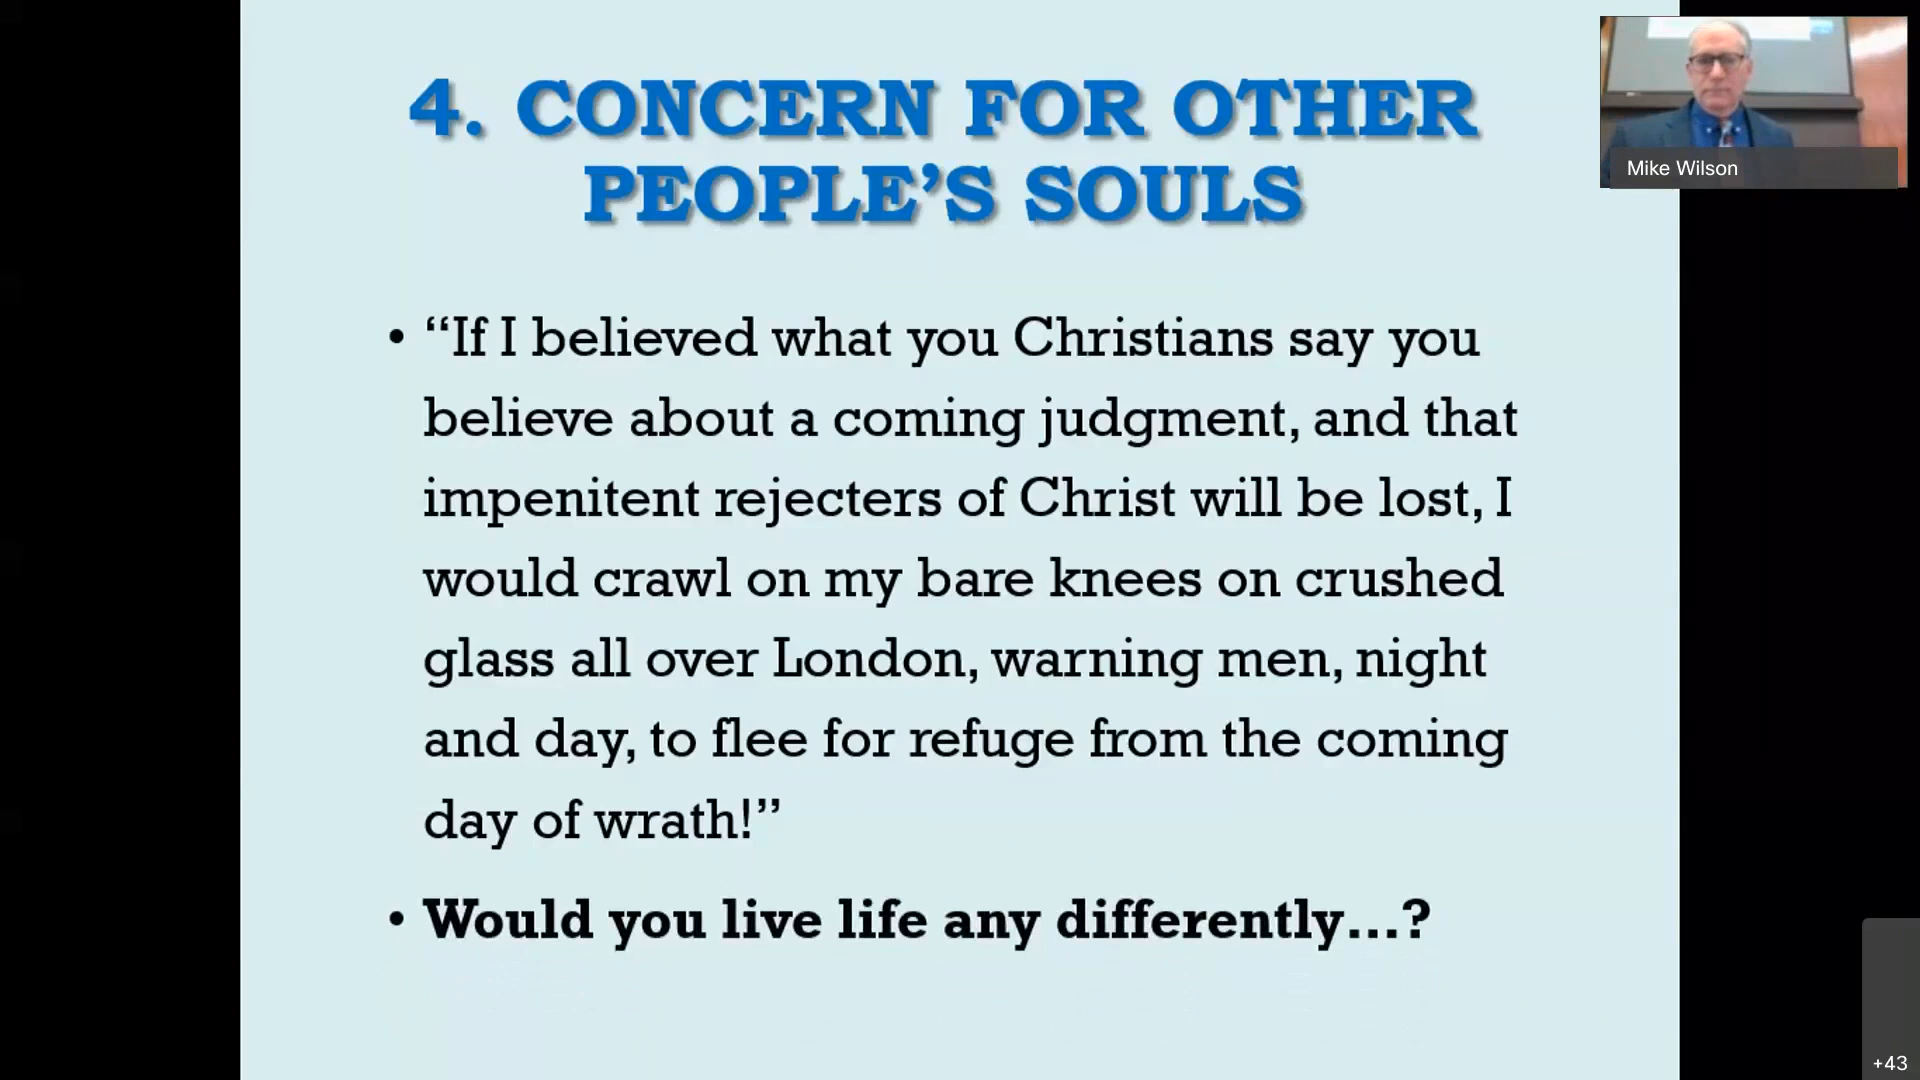 4. CONCERN FOR OTHER
PEOPLE’S SOULS
• “If I believed what you Christians say you
believe about a coming judgment, and that
impenitent rejecters of Christ will be lost, I
would crawl on my bare knees on crushed
glass all over London, warning men, night
and day, to flee for refuge from the coming
day of wrath!”
• Would you live life any differently…?
Mike Wilson
+43